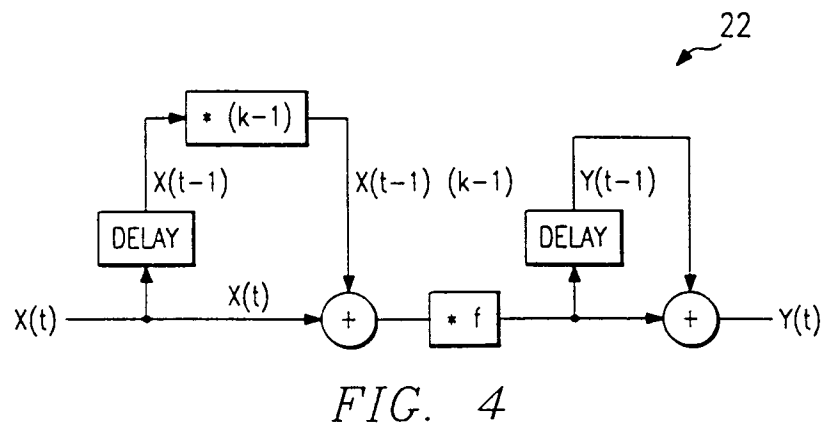 22
* (k-1)
X(t-1)
X(t-1) (k-1)
Y(t-1)
DELAY
DELAY
X(t)
X(t)
+
* f
+
Y(t)
FIG. 4